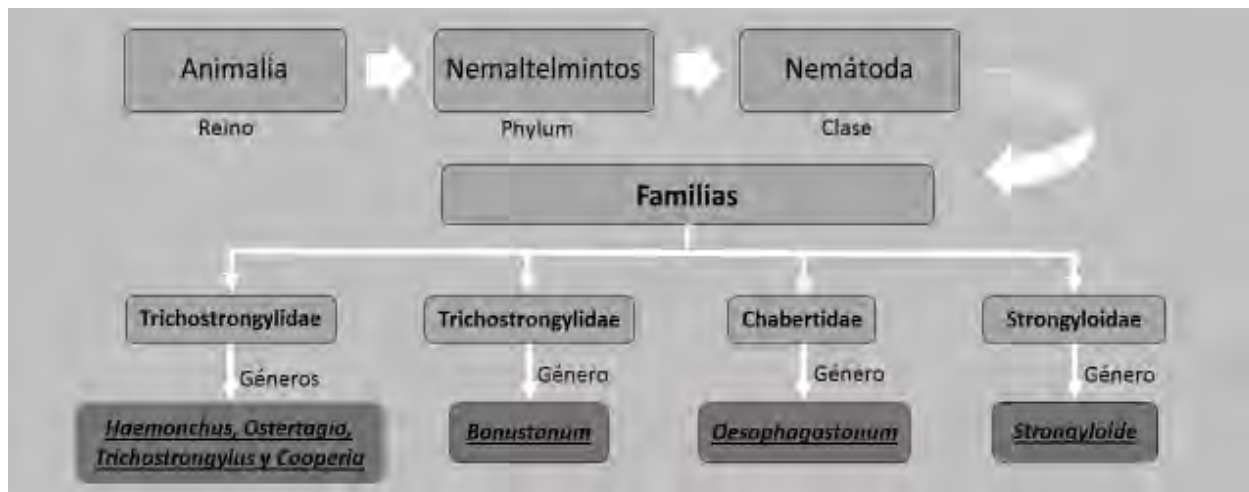 Animalía
Nemaltelmintos
Nemátoda
Reino
Phylum
Clase
Familias
Trichostrongylidae
Trichostrongylidae
Chabertidae
Strongyloidae
Géneros
Género
Género
Género
Haemonchus, Ostertagia,
Trichostrongylus y Cooperia
Bonustonum
Oesophagostonum
Strongyloide